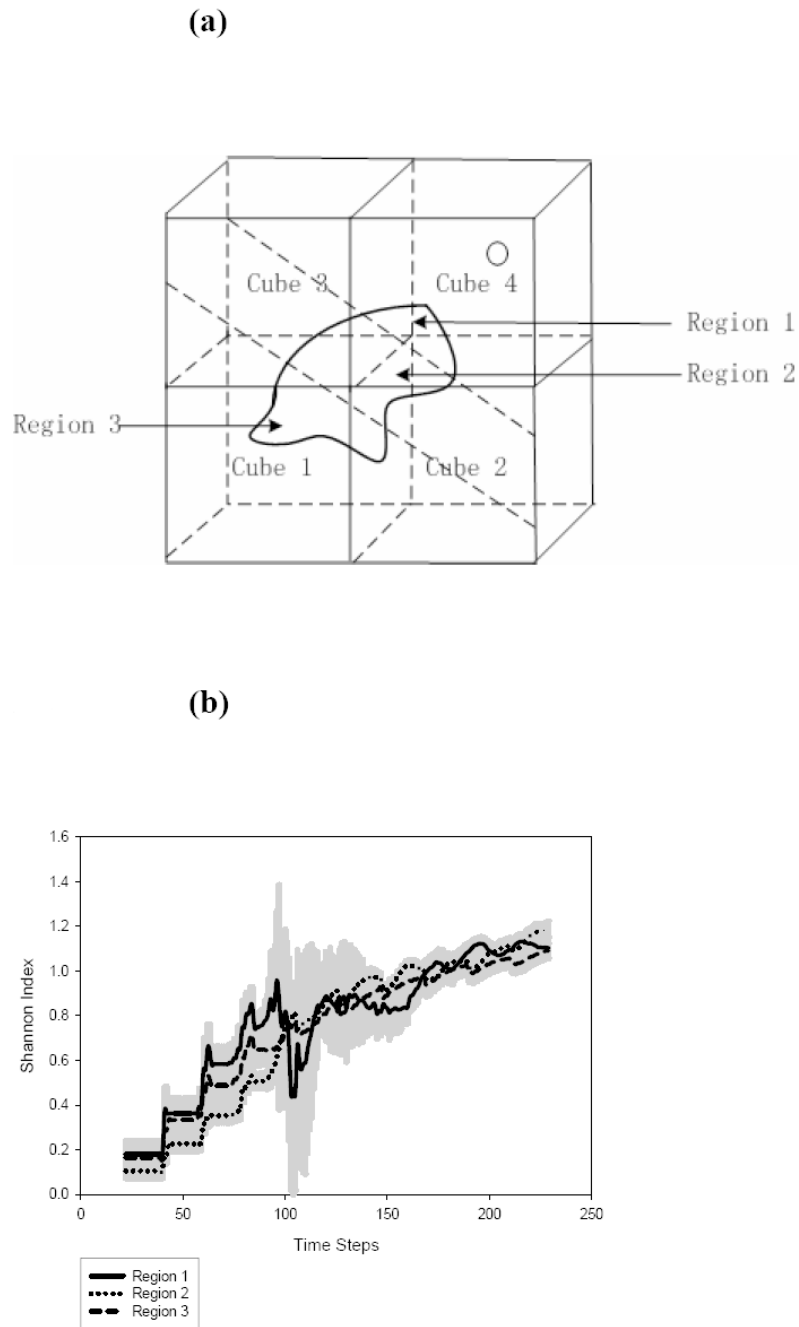 (a)
Cube 3
Cube 4
Region 1
Region 2
Region 3
Cube 1
Cube 2
(b)
1.6
1.4
1.2
1.0
0.8
0.6
0.4
0.2
0.0
Shannon Index
0 50 100 150 200 250
Time Steps
Region 1
Region 2
Region 3